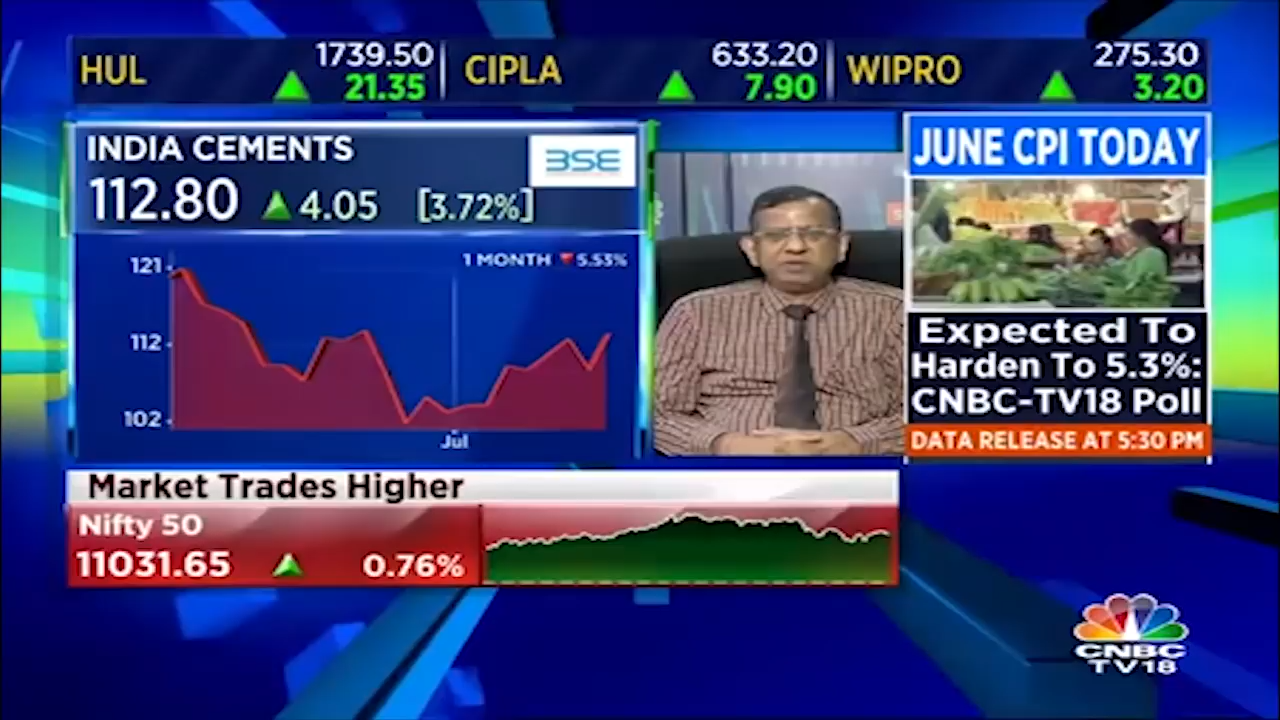 HUL 1739.50 21.35
CIPLA 633.20 7.90
WIPRO 275.30 3.20
INDIA CEMENTS
BSE
112.80 4.05 [3.72%]
1 MONTH 5.53%
121
112
102
Jul
JUNE CPI TODAY
Expected To
Harden To 5.3%:
CNBC-TV18 Poll
DATA RELEASE AT 5:30 PM
Market Trades Higher
Nifty 50
11031.65 0.76%
CNBC
TV18